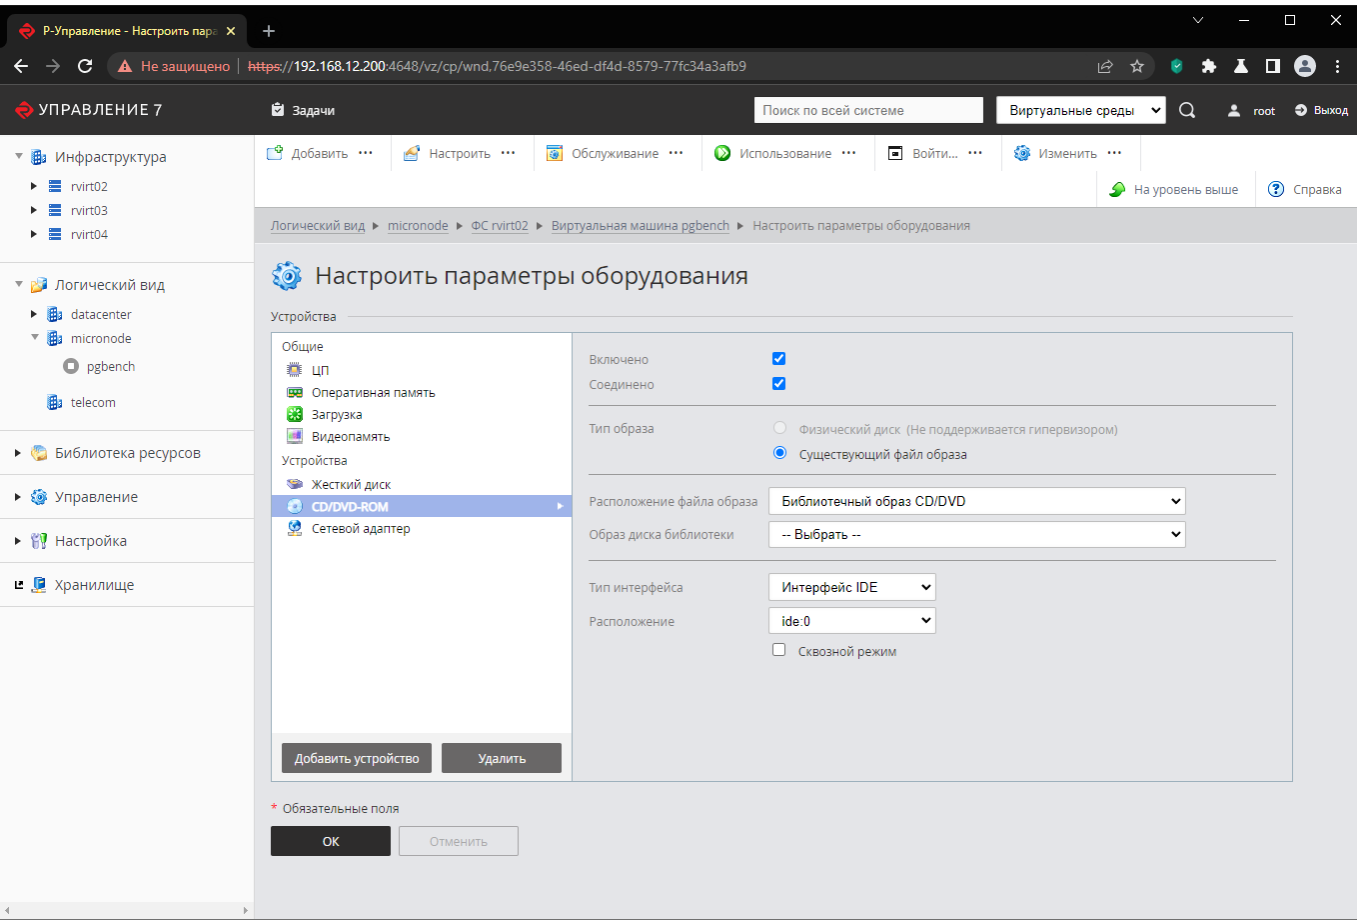 Р-Управление - Настроить пара
Не защищено
https://192.168.12.200:4648/vz/cp/wnd,76e9e358-46ed-df4d-8579-77fc34a3afb9
УПРАВЛЕНИЕ 7
Задачи
Поиск по всей системе
Виртуальные среды
root
Выход
Инфраструктура
rvirt02
rvirt03
rvirt04
Логический вид
datacenter
micronode
pgbench
telecom
Библиотека ресурсов
Управление
Настройка
Хранилище
Добавить ...
Настроить ...
Обслуживание ...
Использование ...
Войти... ...
Изменить ...
На уровень выше
Справка
Логический вид micronode ФС rvirt02 Виртуальная машина pgbench Настроить параметры оборудования
Настроить параметры оборудования
Устройства
Общие
ЦП
Оперативная память
Загрузка
Видеопамять
Устройства
Жесткий диск
CD/DVD-ROM
Сетевой адаптер
Добавить устройство
Удалить
Включено
Соединено
Тип образа
Физический диск (Не поддерживается гипервизором)
Существующий файл образа
Расположение файла образа
Библиотечный образ CD/DVD
Образ диска библиотеки
-- Выбрать --
Тип интерфейса
Интерфейс IDE
Расположение
ide:0
Сквозной режим
* Обязательные поля
ОК
Отменить